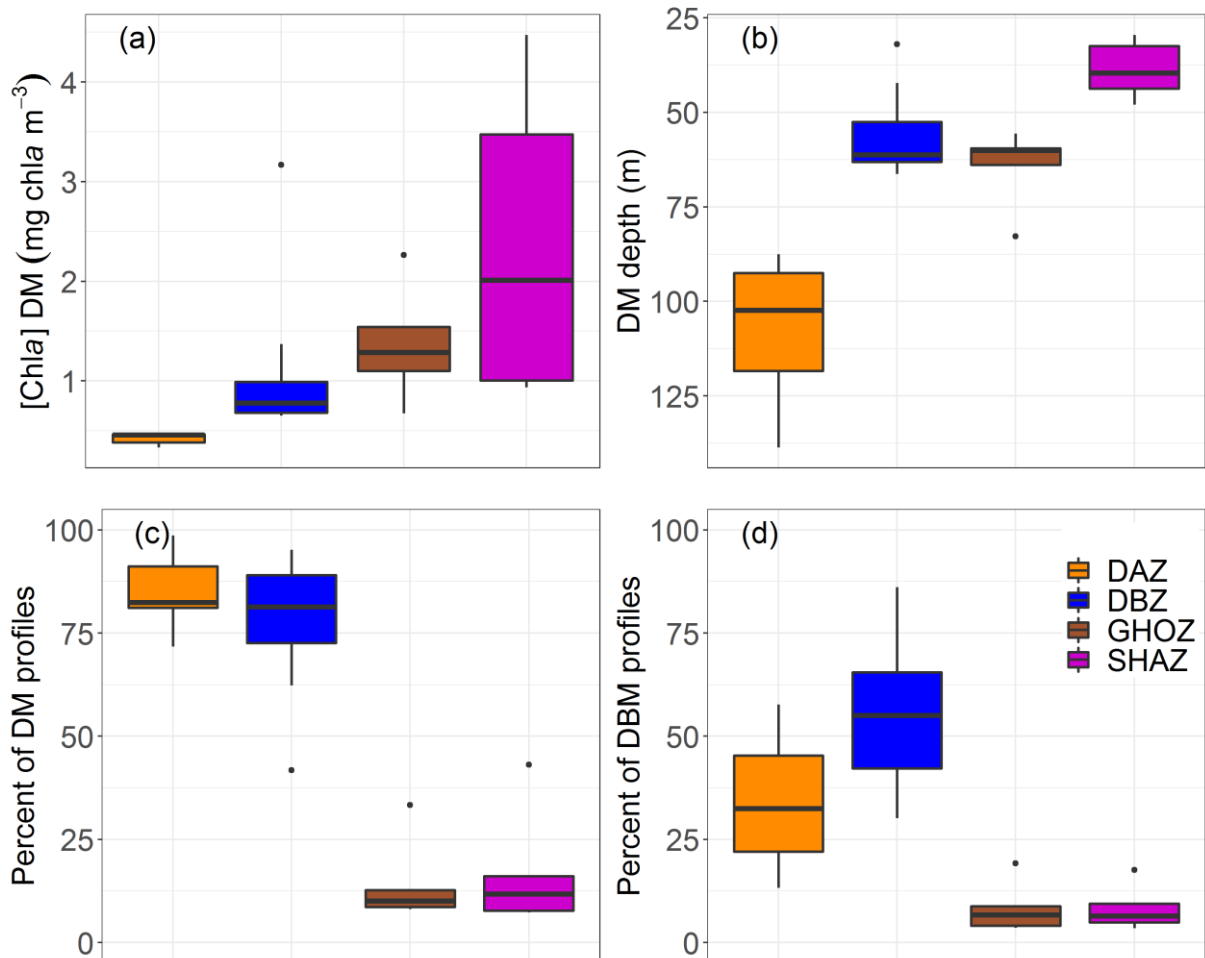 (a)
[Chla] DM (mg chla m⁻³)
4
3
2
1
(b)
DM depth (m)
25
50
75
100
125
(c)
Percent of DM profiles
100
75
50
25
0
(d)
Percent of DBM profiles
100
75
50
25
0
DAZ
DBZ
GHOZ
SHAZ